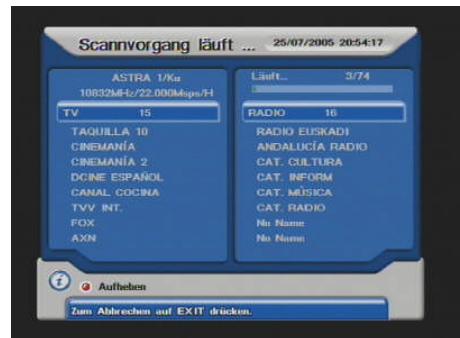 Scannvorgang läuft ... 25/07/2005 20:54:17
ASTRA 1/Ku
10832MHz/22.000Msps/H
TV 15
TAQUILLA 10
CINEMANÍA
CINEMANÍA 2
DCINE ESPAÑOL
CANAL COCINA
TVV INT.
FOX
AXN
Läuft... 3/74
RADIO 16
RADIO EUSKADI
ANDALUCÍA RADIO
CAT. CULTURA
CAT. INFORM
CAT. MÚSICA
CAT. RADIO
No Name
No Name
Aufheben
Zum Abbrechen auf EXIT drücken.